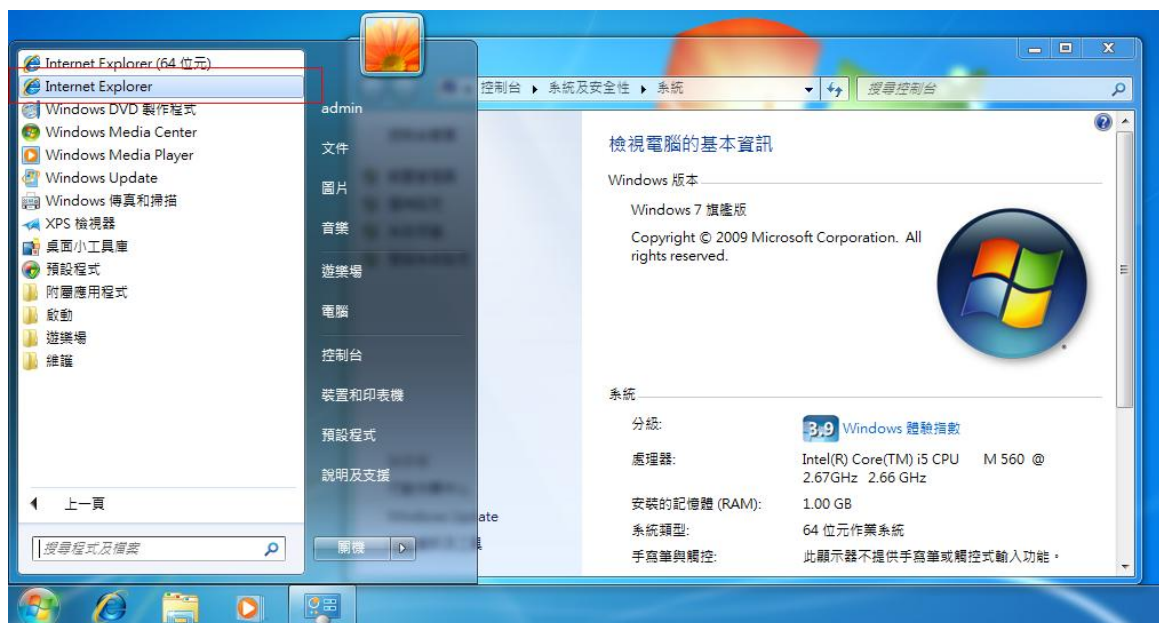 Internet Explorer (64 位元)
Internet Explorer
Windows DVD 製作程式
Windows Media Center
Windows Media Player
Windows Update
Windows 傳真和掃描
XPS 檢視器
桌面小工具庫
預設程式
附屬應用程式
啟動
遊樂場
維護
上一頁
搜尋程式及檔案
admin
文件
圖片
音樂
遊樂場
電腦
控制台
裝置和印表機
預設程式
說明及支援
關機
控制台 ▸ 系統及安全性 ▸ 系統
搜尋控制台
檢視電腦的基本資訊
Windows 版本
Windows 7 旗艦版
Copyright © 2009 Microsoft Corporation. All
rights reserved.
系統
分級: 3.9 Windows 體驗指數
處理器: Intel(R) Core(TM) i5 CPU M 560 @
2.67GHz 2.66 GHz
安裝的記憶體 (RAM): 1.00 GB
系統類型: 64 位元作業系統
手寫筆與觸控: 此顯示器不提供手寫筆或觸控式輸入功能。